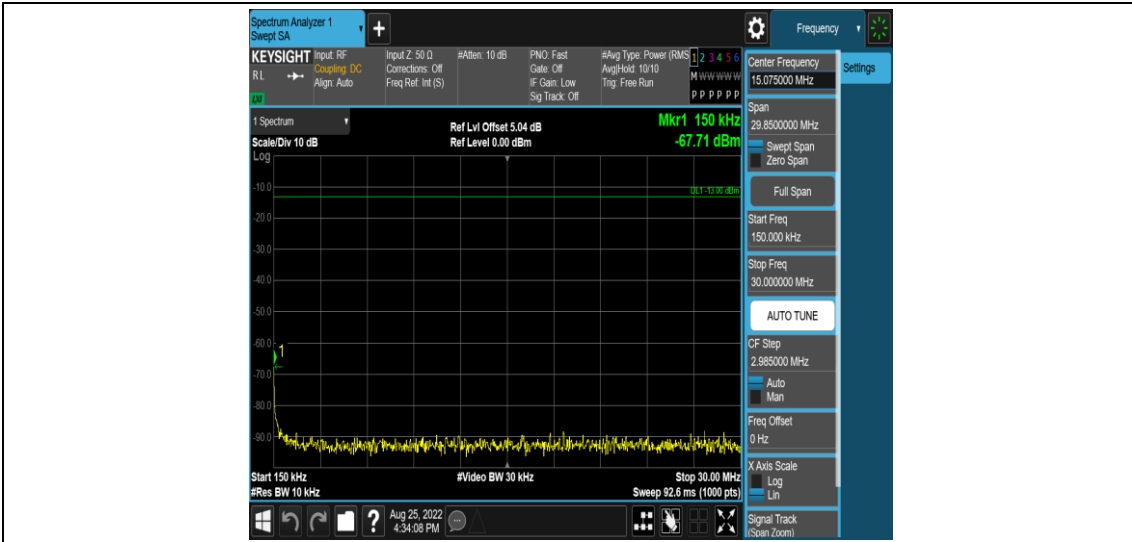 Spectrum Analyzer 1
Swept SA
+
Frequency
KEYSIGHT
R L
Input: RF
Coupling: DC
Align: Auto
Input Z: 50 Ω
Corrections: Off
Freq Ref: Int (S)
#Atten: 10 dB
PNO: Fast
Gate: Off
IF Gain: Low
Sig Track: Off
#Avg Type: Power (RMS
Avg|Hold: 10/10
Trig: Free Run
1 2 3 4 5 6
M W W W W W
P P P P P P
1 Spectrum
Scale/Div 10 dB
Log
Ref Lvl Offset 5.04 dB
Ref Level 0.00 dBm
Mkr1 150 kHz
-67.71 dBm
DL1 -13.00 dBm
-10.0
-20.0
-30.0
-40.0
-50.0
-60.0
-70.0
-80.0
-90.0
1
Start 150 kHz
#Res BW 10 kHz
#Video BW 30 kHz
Stop 30.00 MHz
Sweep 92.6 ms (1000 pts)
Center Frequency
15.075000 MHz
Settings
Span
29.8500000 MHz
Swept Span
Zero Span
Full Span
Start Freq
150.000 kHz
Stop Freq
30.000000 MHz
AUTO TUNE
CF Step
2.985000 MHz
Auto
Man
Freq Offset
0 Hz
X Axis Scale
Log
Lin
Signal Track
(Span Zoom)
?
Aug 25, 2022
4:34:08 PM